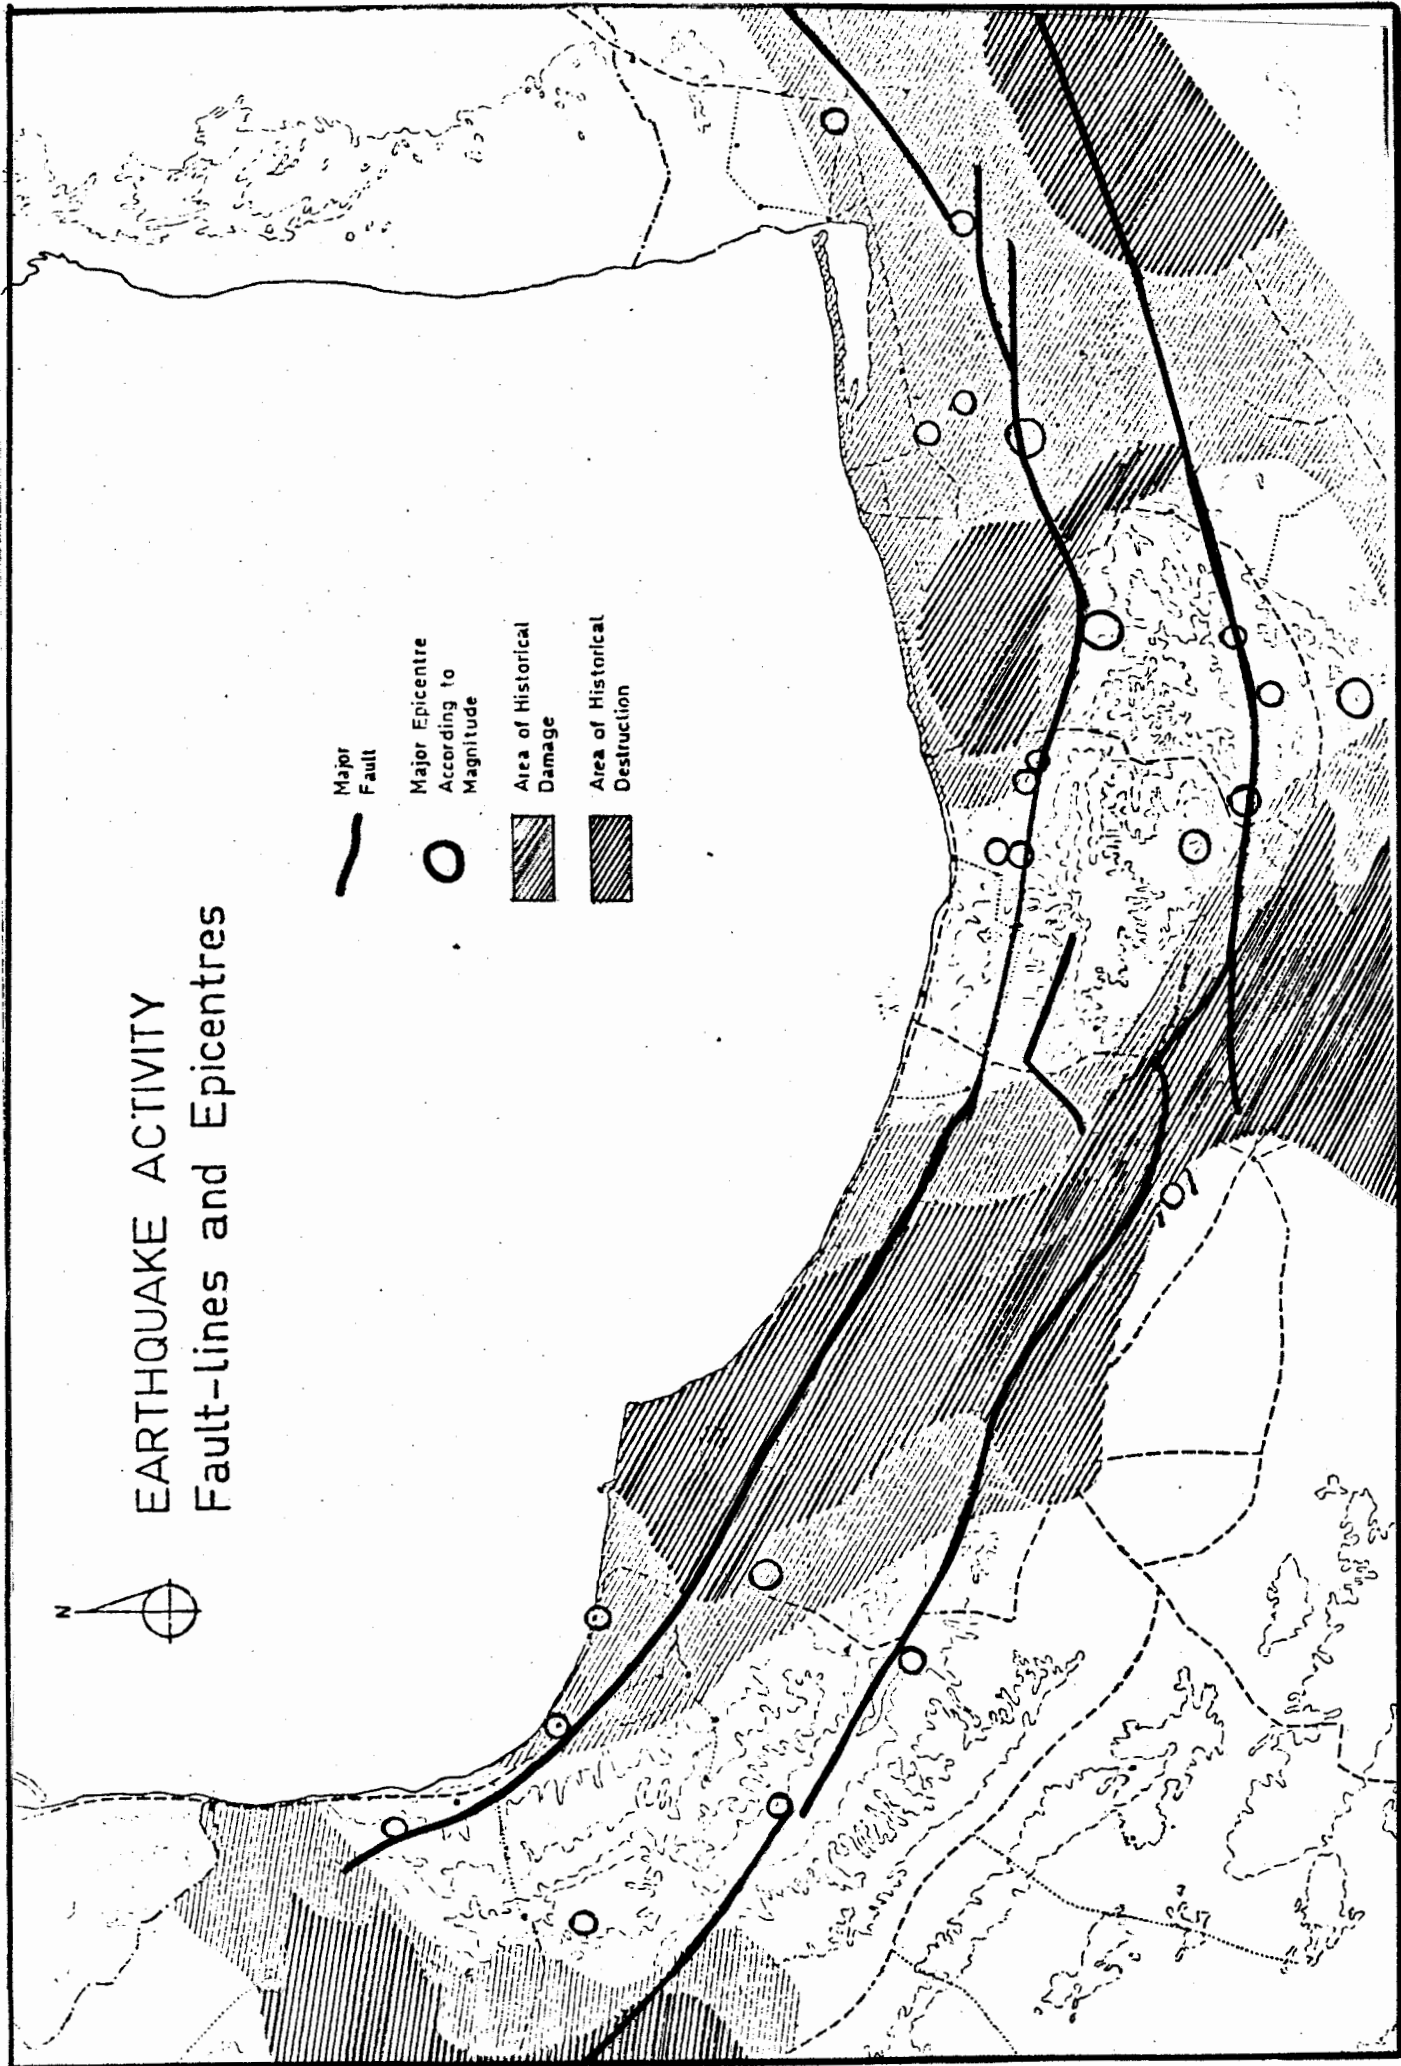 EARTHQUAKE ACTIVITY
Fault-lines and Epicentres
N
Major
Fault
Major Epicentre
According to
Magnitude
Area of Historical
Damage
Area of Historical
Destruction